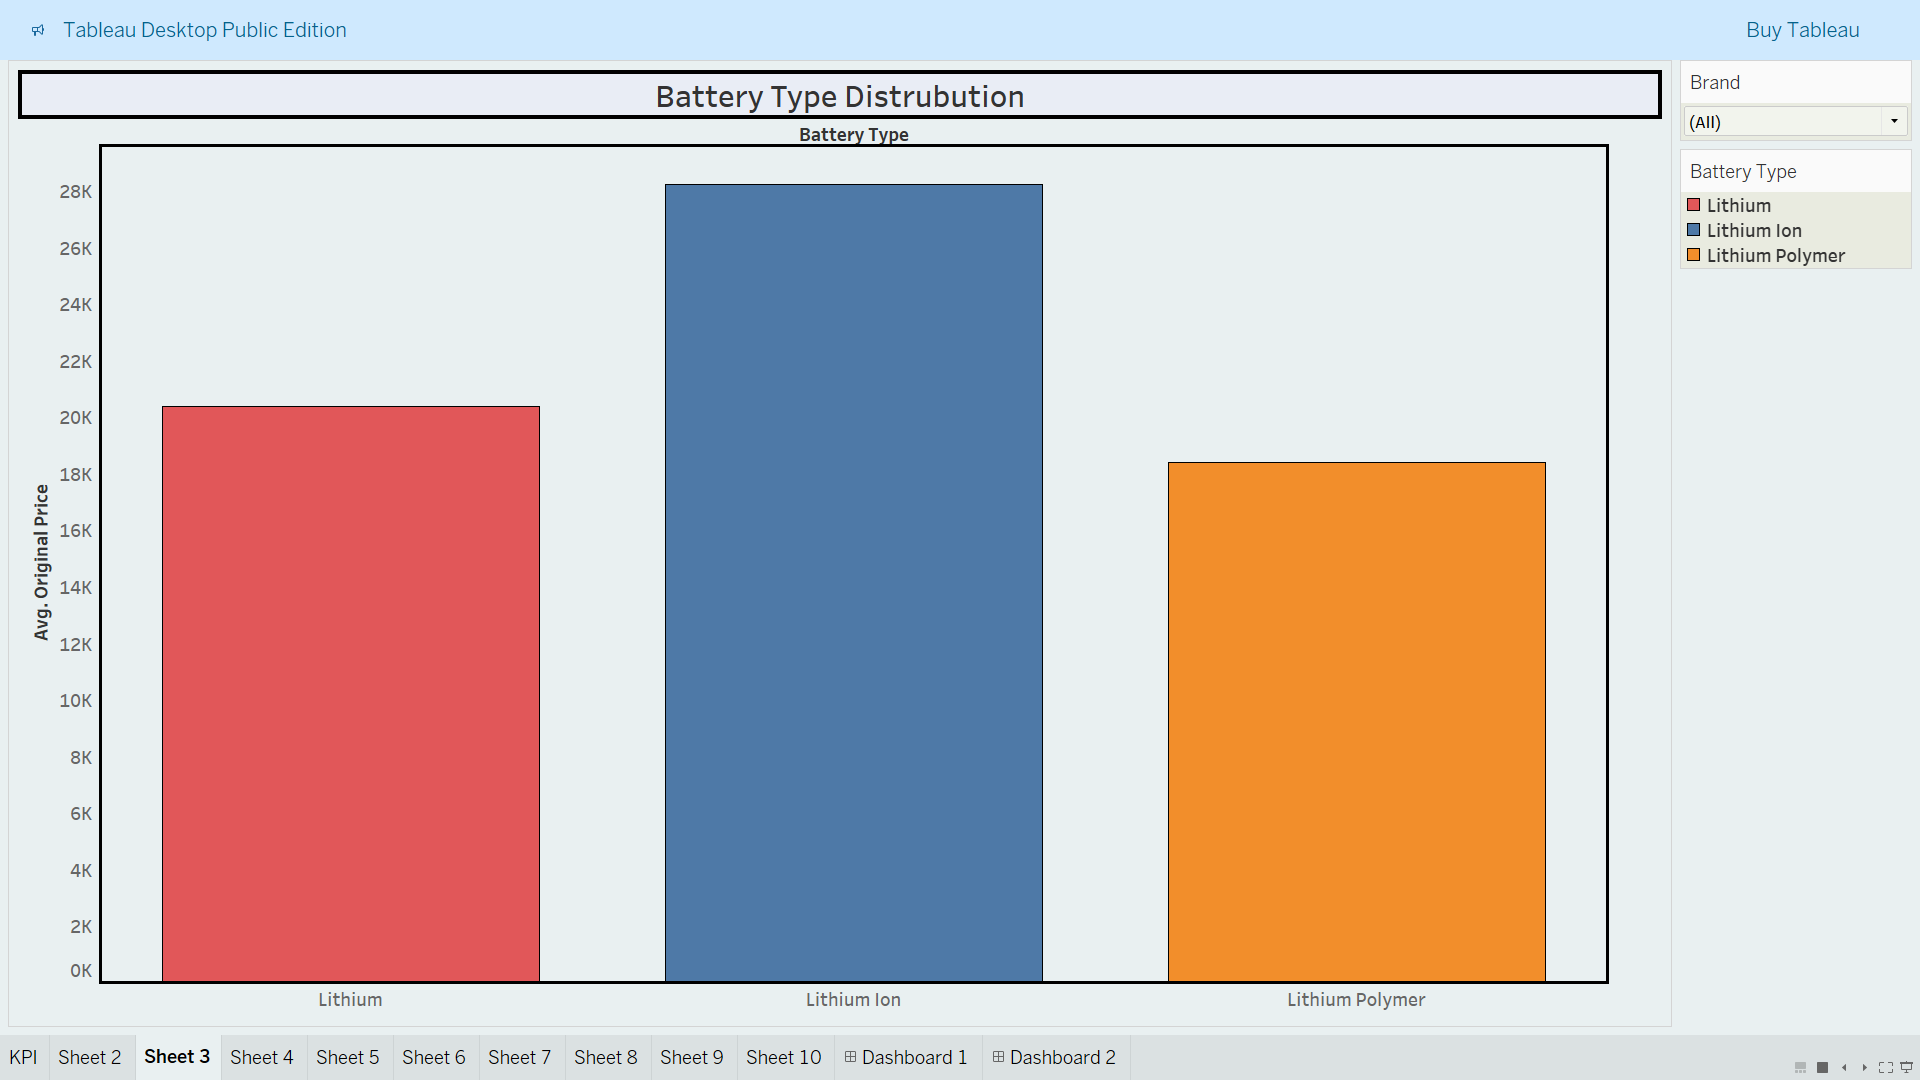 Tableau Desktop Public Edition
Buy Tableau
Battery Type Distrubution
Battery Type
Avg. Original Price
28K
26K
24K
22K
20K
18K
16K
14K
12K
10K
8K
6K
4K
2K
0K
Lithium
Lithium Ion
Lithium Polymer
Brand
(All)
Battery Type
Lithium
Lithium Ion
Lithium Polymer
KPI Sheet 2 Sheet 3 Sheet 4 Sheet 5 Sheet 6 Sheet 7 Sheet 8 Sheet 9 Sheet 10 Dashboard 1 Dashboard 2